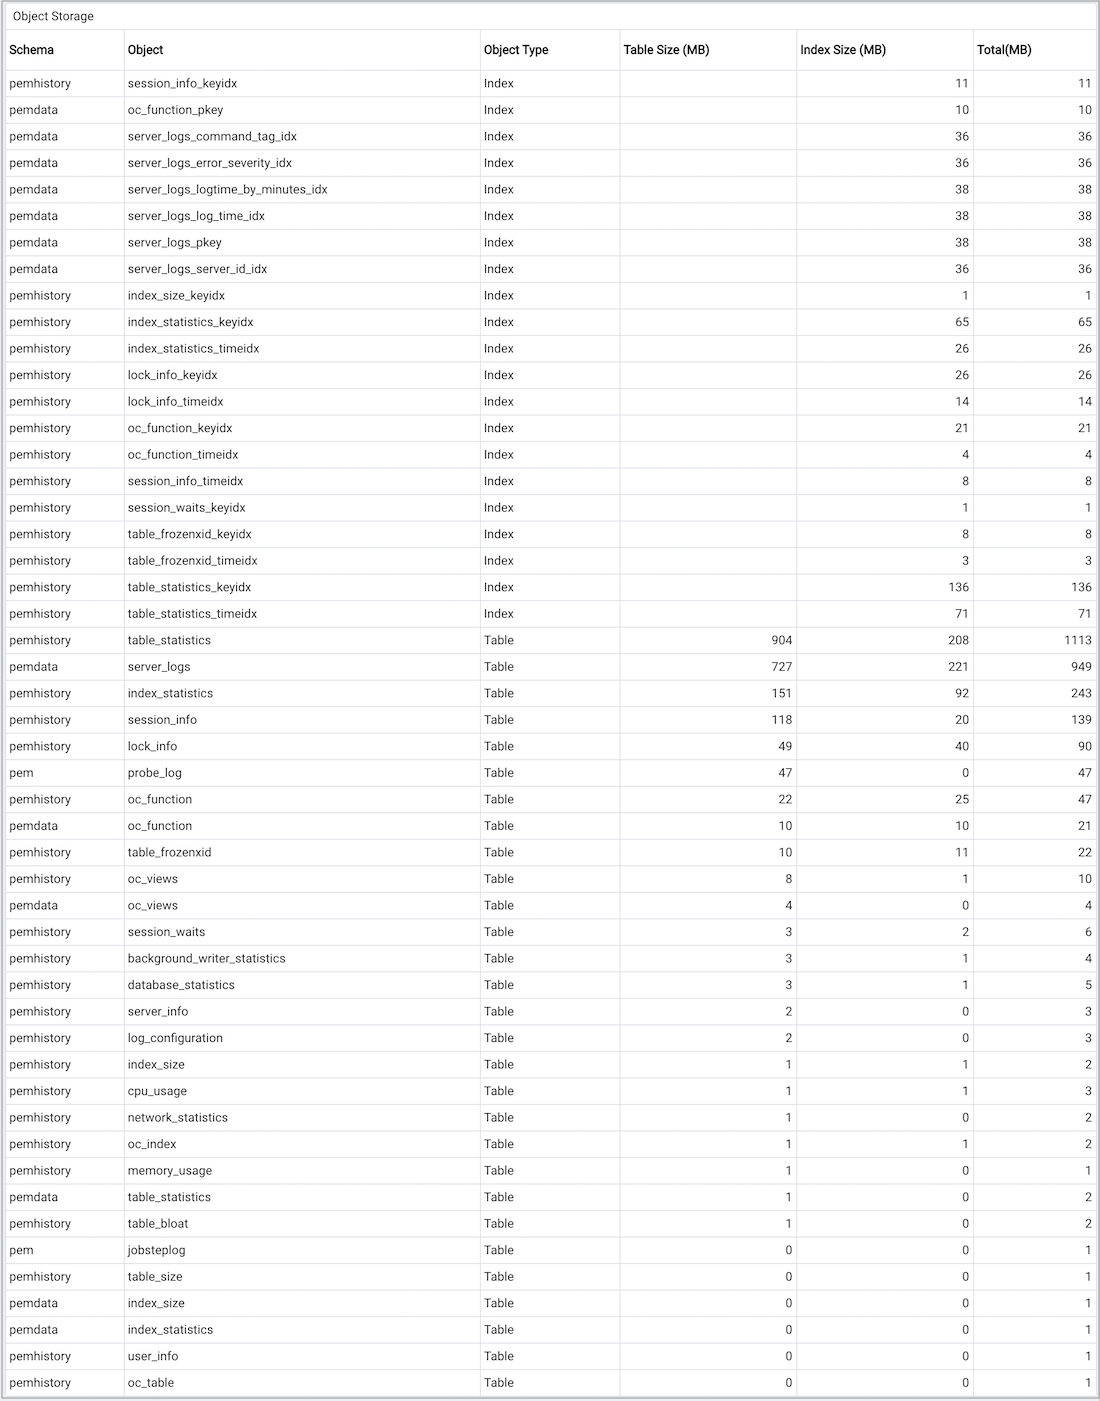 Object Storage
Schema Object Object Type Table Size (MB) Index Size (MB) Total(MB)
pemhistory session_info_keyidx Index 11 11
pemdata oc_function_pkey Index 10 10
pemdata server_logs_command_tag_idx Index 36 36
pemdata server_logs_error_severity_idx Index 36 36
pemdata server_logs_logtime_by_minutes_idx Index 38 38
pemdata server_logs_log_time_idx Index 38 38
pemdata server_logs_pkey Index 38 38
pemdata server_logs_server_id_idx Index 36 36
pemhistory index_size_keyidx Index 1 1
pemhistory index_statistics_keyidx Index 65 65
pemhistory index_statistics_timeidx Index 26 26
pemhistory lock_info_keyidx Index 26 26
pemhistory lock_info_timeidx Index 14 14
pemhistory oc_function_keyidx Index 21 21
pemhistory oc_function_timeidx Index 4 4
pemhistory session_info_timeidx Index 8 8
pemhistory session_waits_keyidx Index 1 1
pemhistory table_frozenxid_keyidx Index 8 8
pemhistory table_frozenxid_timeidx Index 3 3
pemhistory table_statistics_keyidx Index 136 136
pemhistory table_statistics_timeidx Index 71 71
pemhistory table_statistics Table 904 208 1113
pemdata server_logs Table 727 221 949
pemhistory index_statistics Table 151 92 243
pemhistory session_info Table 118 20 139
pemhistory lock_info Table 49 40 90
pem probe_log Table 47 0 47
pemhistory oc_function Table 22 25 47
pemdata oc_function Table 10 10 21
pemhistory table_frozenxid Table 10 11 22
pemhistory oc_views Table 8 1 10
pemdata oc_views Table 4 0 4
pemhistory session_waits Table 3 2 6
pemhistory background_writer_statistics Table 3 1 4
pemhistory database_statistics Table 3 1 5
pemhistory server_info Table 2 0 3
pemhistory log_configuration Table 2 0 3
pemhistory index_size Table 1 1 2
pemhistory cpu_usage Table 1 1 3
pemhistory network_statistics Table 1 0 2
pemhistory oc_index Table 1 1 2
pemhistory memory_usage Table 1 0 1
pemdata table_statistics Table 1 0 2
pemhistory table_bloat Table 1 0 2
pem jobsteplog Table 0 0 1
pemhistory table_size Table 0 0 1
pemdata index_size Table 0 0 1
pemdata index_statistics Table 0 0 1
pemhistory user_info Table 0 0 1
pemhistory oc_table Table 0 0 1